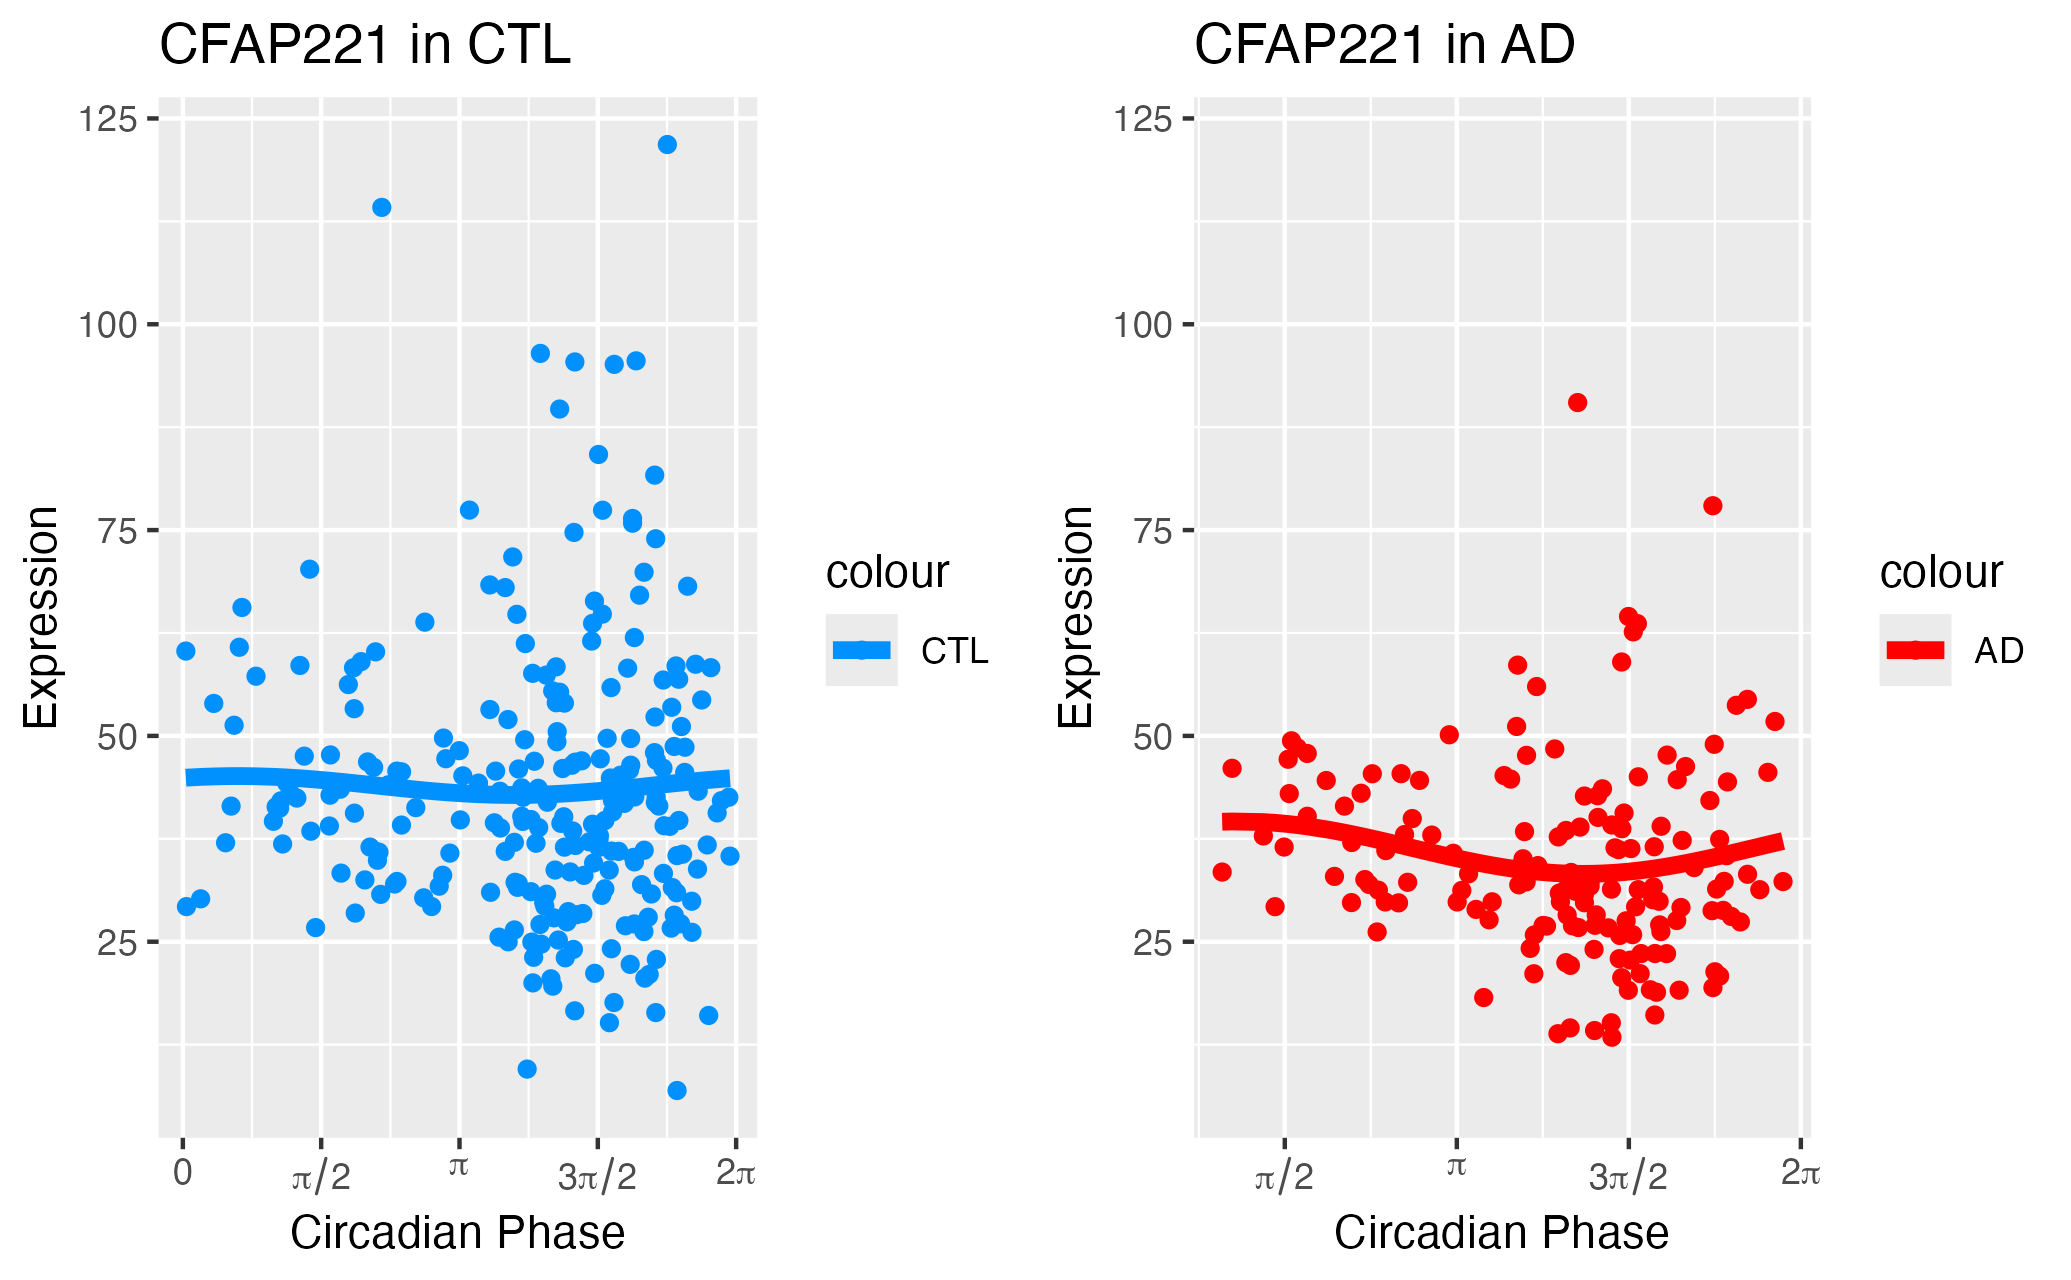 CFAP221 in CTL
125
100
75
50
25
Expression
0
π/2
π
3π/2
2π
Circadian Phase
colour
CTL
CFAP221 in AD
125
100
75
50
25
Expression
π/2
π
3π/2
2π
Circadian Phase
colour
AD